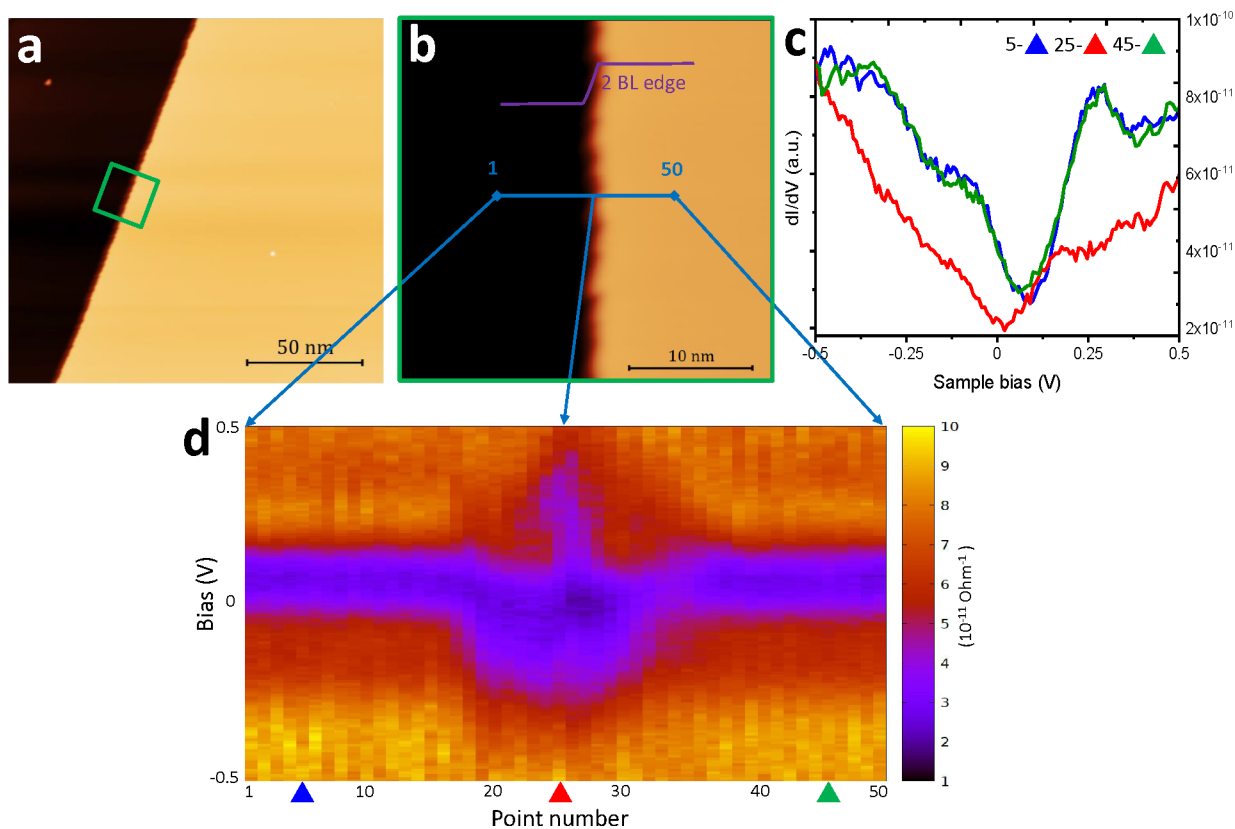 a
50 nm
b
2 BL edge
1
50
10 nm
c
5- 25- 45-
1x10⁻¹⁰
8x10⁻¹¹
6x10⁻¹¹
4x10⁻¹¹
2x10⁻¹¹
dI/dV (a.u.)
-0.5 -0.25 0 0.25 0.5
Sample bias (V)
d
0.5
0
-0.5
Bias (V)
1 10 20 30 40 50
Point number
10
9
8
7
6
5
4
3
2
1
(10⁻¹¹ Ohm⁻¹)